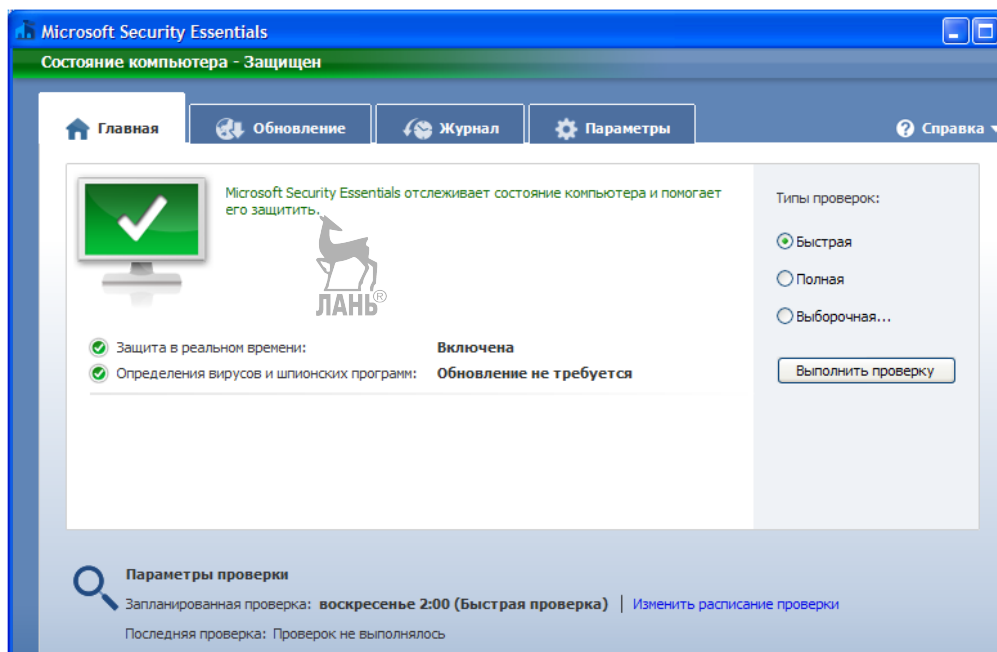 Microsoft Security Essentials
Состояние компьютера - Защищен
Главная
Обновление
Журнал
Параметры
Справка
Microsoft Security Essentials отслеживает состояние компьютера и помогает
его защитить.
ЛАНЬ®
Защита в реальном времени: Включена
Определения вирусов и шпионских программ: Обновление не требуется
Типы проверок:
Быстрая
Полная
Выборочная...
Выполнить проверку
Параметры проверки
Запланированная проверка: воскресенье 2:00 (Быстрая проверка) | Изменить расписание проверки
Последняя проверка: Проверок не выполнялось